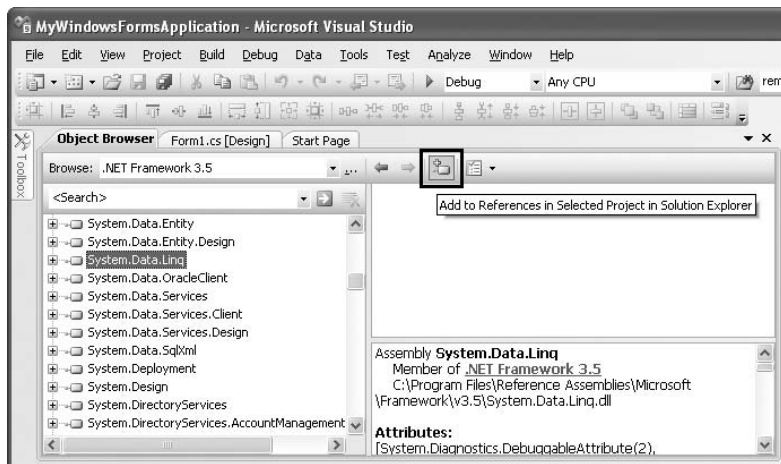 MyWindowsFormsApplication - Microsoft Visual Studio
File Edit View Project Build Debug Data Tools Test Analyze Window Help
Debug Any CPU rem
Toolbox
Object Browser Form1.cs [Design] Start Page
Browse: .NET Framework 3.5 ...
<Search>
Add to References in Selected Project in Solution Explorer
System.Data.Entity
System.Data.Entity.Design
System.Data.Linq
System.Data.OracleClient
System.Data.Services
System.Data.Services.Client
System.Data.Services.Design
System.Data.SqlXml
System.Deployment
System.Design
System.DirectoryServices
System.DirectoryServices.AccountManagement
Assembly System.Data.Linq
Member of .NET Framework 3.5
C:\Program Files\Reference Assemblies\Microsoft
\Framework\v3.5\System.Data.Linq.dll
Attributes:
[System.Diagnostics.DebuggableAttribute(2),